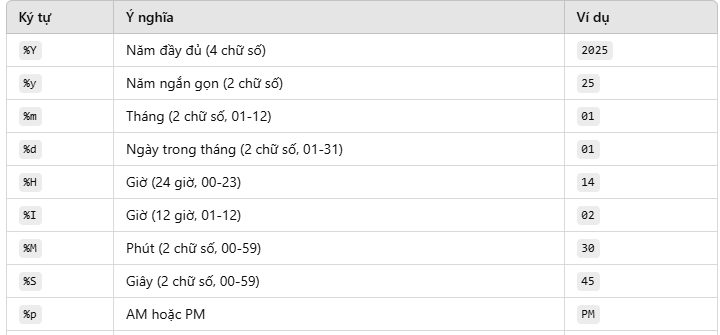 Ký tự Ý nghĩa Ví dụ
%Y Năm đầy đủ (4 chữ số) 2025
%y Năm ngắn gọn (2 chữ số) 25
%m Tháng (2 chữ số, 01-12) 01
%d Ngày trong tháng (2 chữ số, 01-31) 01
%H Giờ (24 giờ, 00-23) 14
%I Giờ (12 giờ, 01-12) 02
%M Phút (2 chữ số, 00-59) 30
%S Giây (2 chữ số, 00-59) 45
%p AM hoặc PM PM